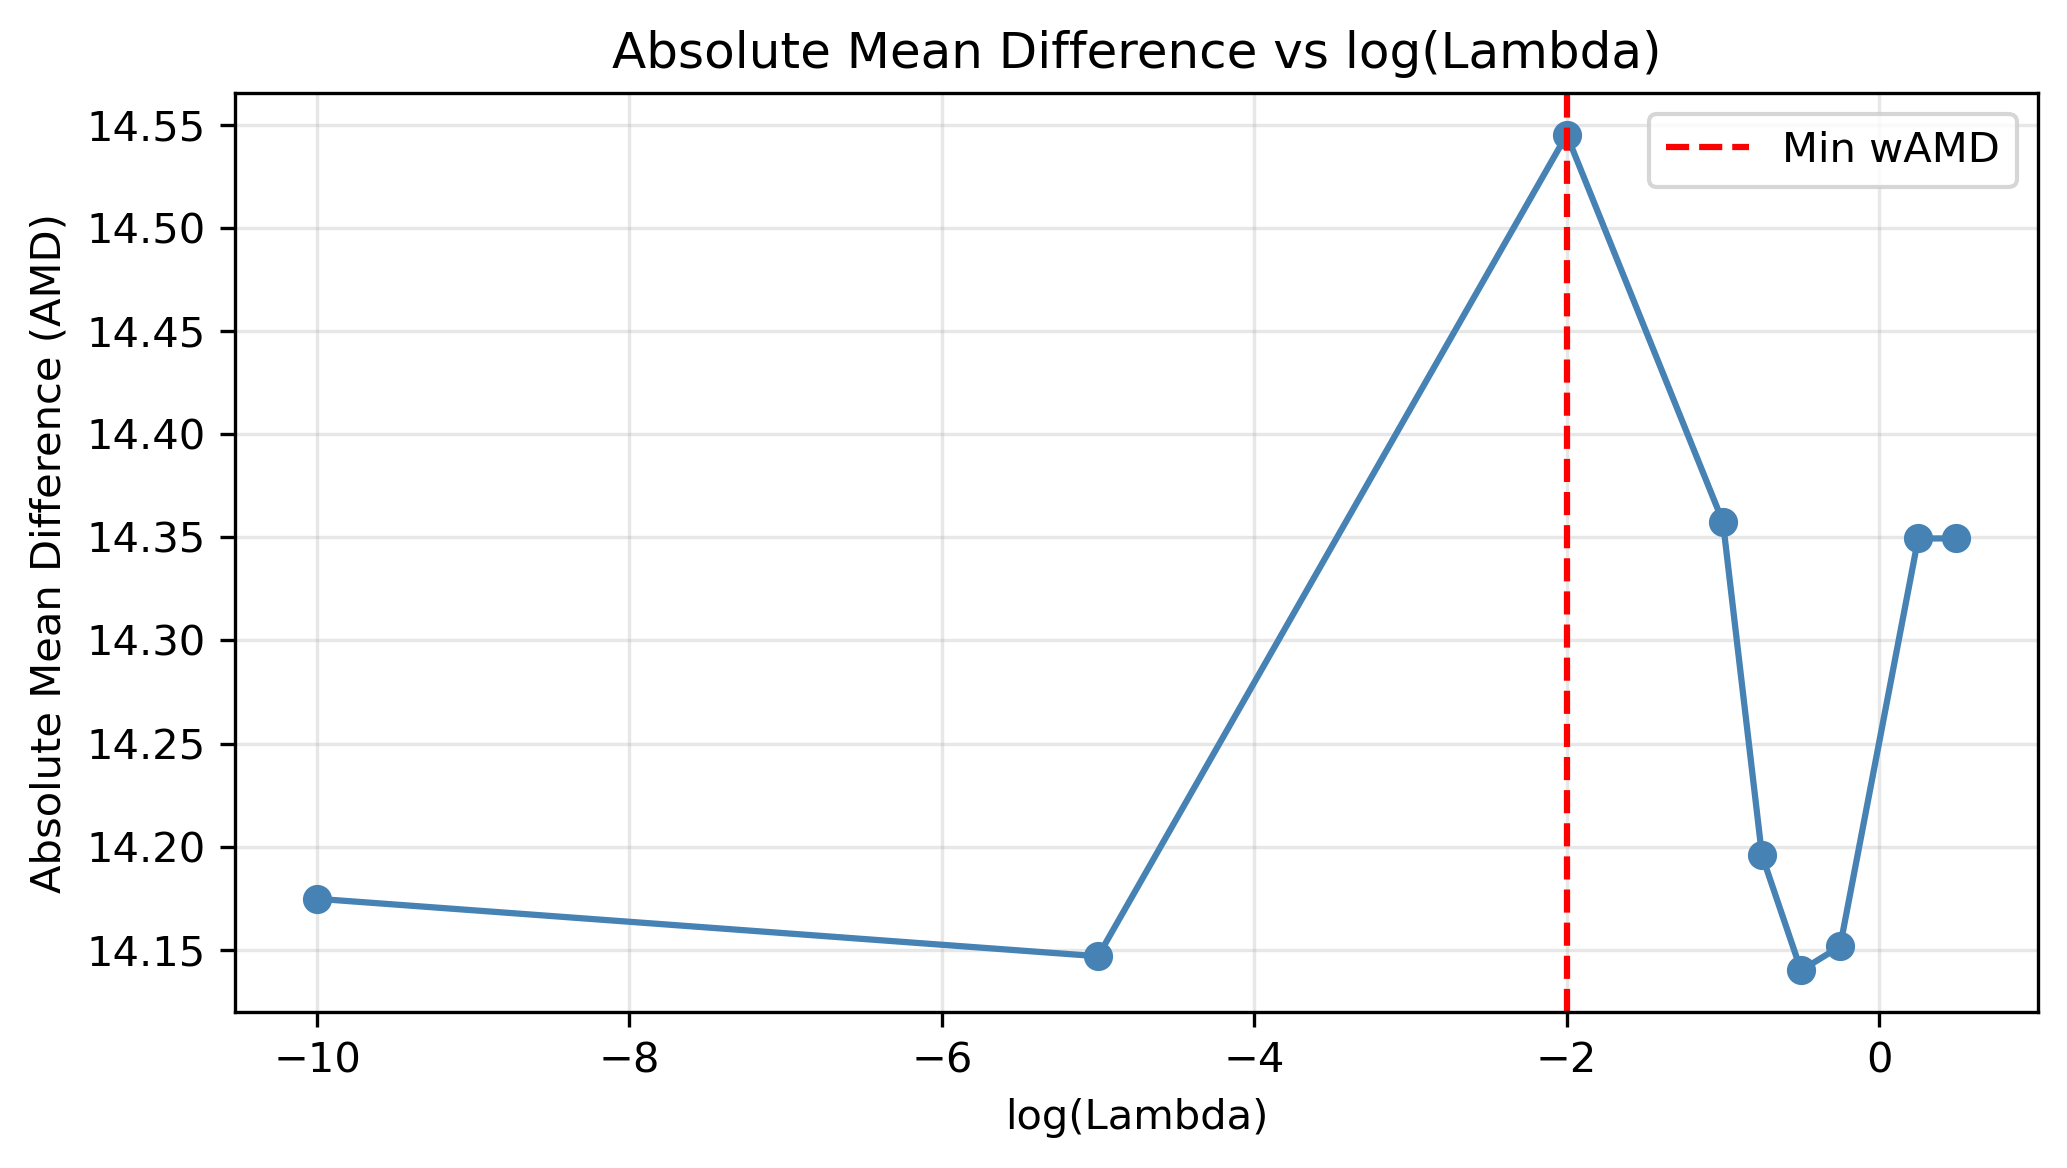 Absolute Mean Difference vs log(Lambda)
Min wAMD
Absolute Mean Difference (AMD)
14.55
14.50
14.45
14.40
14.35
14.30
14.25
14.20
14.15
−10 −8 −6 −4 −2 0
log(Lambda)